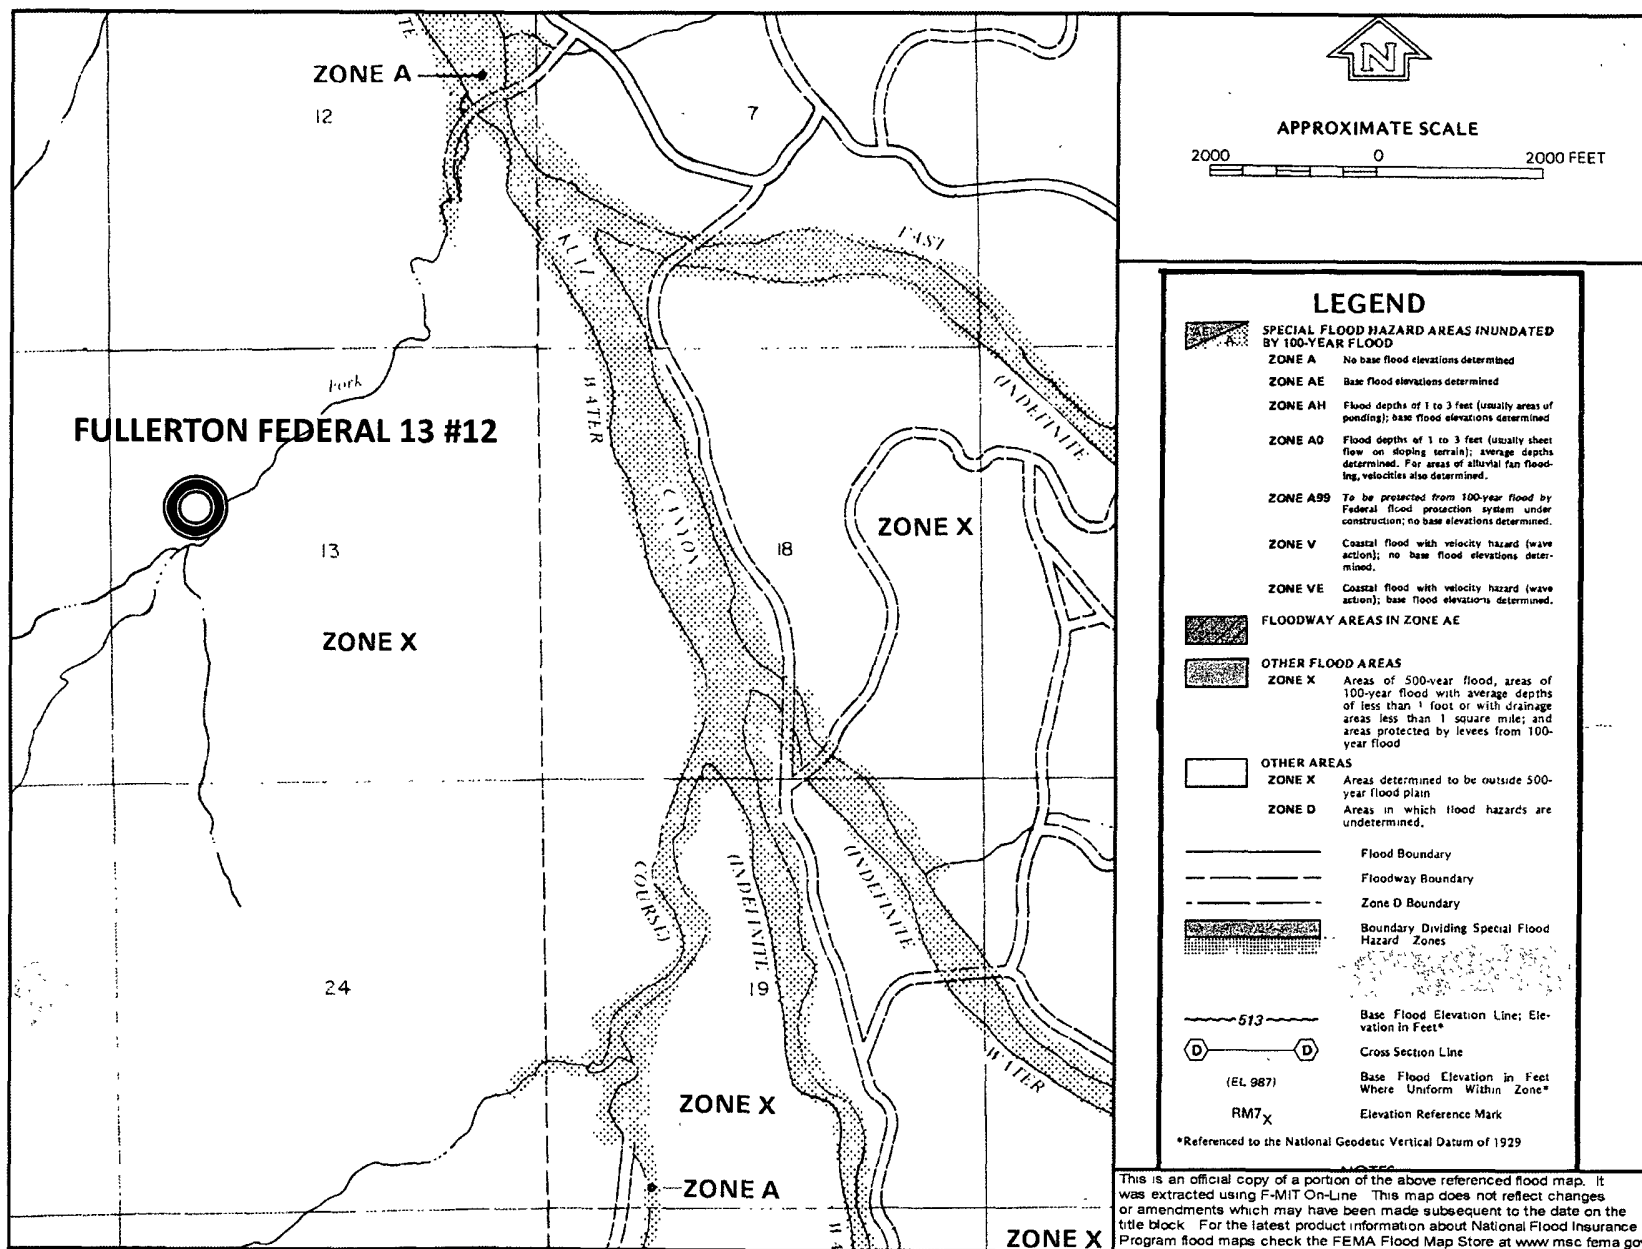 TE
ZONE A
12
7
KUTZ
EAST
WATER
(INDEFINITE
Fork
FULLERTON FEDERAL 13 #12
CANYON
ZONE X
13
18
ZONE X
(COURSE)
(INDEFINITE
(INDEFINITE
24
19
WATER
ZONE X
ZONE A
WA
ZONE X
N
APPROXIMATE SCALE
2000 0 2000 FEET
LEGEND
AE
A
SPECIAL FLOOD HAZARD AREAS INUNDATED
BY 100-YEAR FLOOD
ZONE A No base flood elevations determined
ZONE AE Base flood elevations determined
ZONE AH Flood depths of 1 to 3 feet (usually areas of
ponding); base flood elevations determined
ZONE A0 Flood depths of 1 to 3 feet (usually sheet
flow on sloping terrain); average depths
determined. For areas of alluvial fan flood-
ing, velocities also determined.
ZONE A99 To be protected from 100-year flood by
Federal flood protection system under
construction; no base elevations determined.
ZONE V Coastal flood with velocity hazard (wave
action); no base flood elevations deter-
mined.
ZONE VE Coastal flood with velocity hazard (wave
action); base flood elevations determined.
FLOODWAY AREAS IN ZONE AE
OTHER FLOOD AREAS
ZONE X Areas of 500-year flood, areas of
100-year flood with average depths
of less than 1 foot or with drainage
areas less than 1 square mile; and
areas protected by levees from 100-
year flood
OTHER AREAS
ZONE X Areas determined to be outside 500-
year flood plain
ZONE D Areas in which flood hazards are
undetermined.
Flood Boundary
Floodway Boundary
Zone D Boundary
Boundary Dividing Special Flood
Hazard Zones
513 Base Flood Elevation Line; Ele-
vation in Feet*
D D Cross Section Line
(EL 987) Base Flood Elevation in Feet
Where Uniform Within Zone*
RM7X Elevation Reference Mark
*Referenced to the National Geodetic Vertical Datum of 1929
NOTES
This is an official copy of a portion of the above referenced flood map. It
was extracted using F-MIT On-Line This map does not reflect changes
or amendments which may have been made subsequent to the date on the
title block For the latest product information about National Flood Insurance
Program flood maps check the FEMA Flood Map Store at www msc fema go